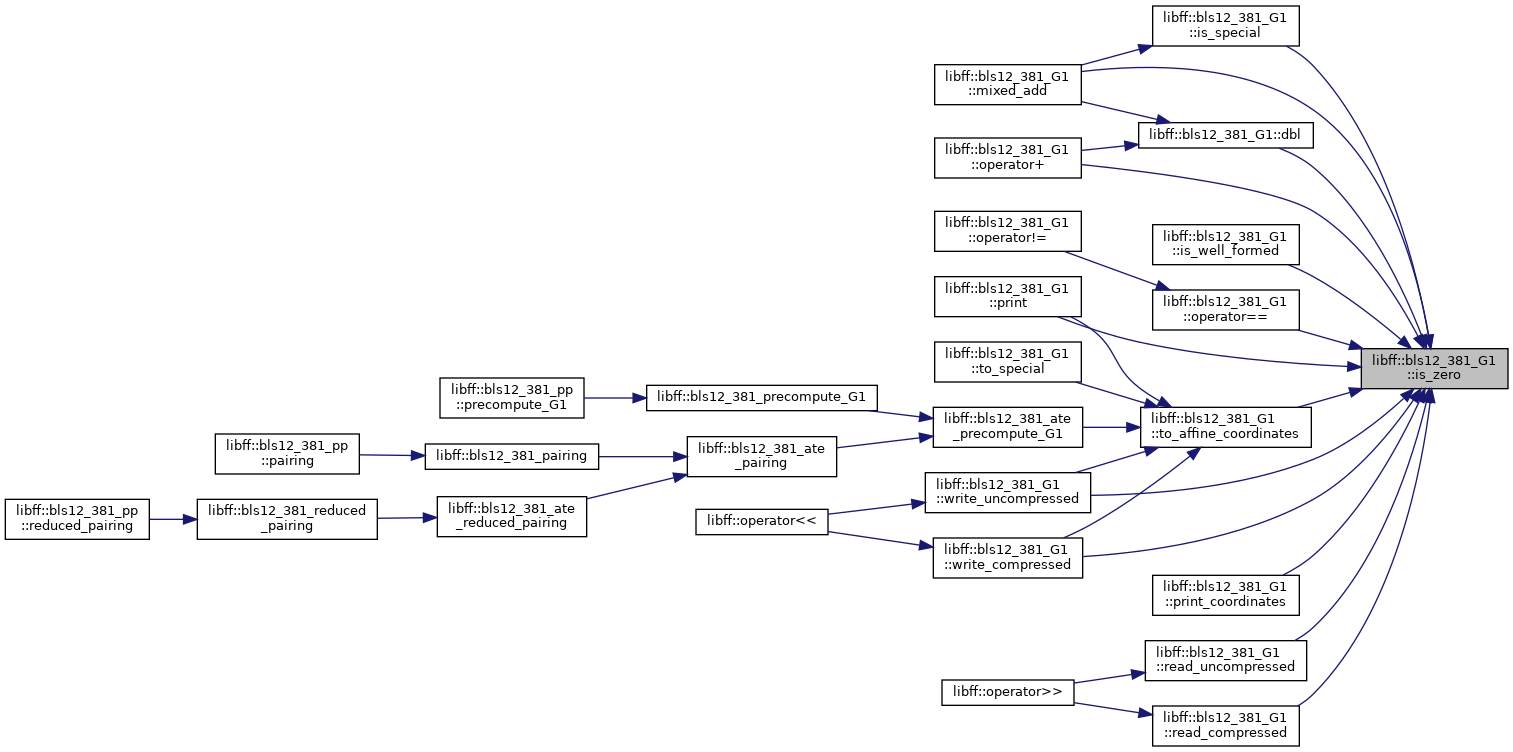 libff::bls12_381_G1
::is_special
libff::bls12_381_G1
::mixed_add
libff::bls12_381_G1::dbl
libff::bls12_381_G1
::operator+
libff::bls12_381_G1
::operator!=
libff::bls12_381_G1
::is_well_formed
libff::bls12_381_G1
::print
libff::bls12_381_G1
::operator==
libff::bls12_381_G1
::is_zero
libff::bls12_381_G1
::to_special
libff::bls12_381_pp
::precompute_G1
libff::bls12_381_precompute_G1
libff::bls12_381_ate
_precompute_G1
libff::bls12_381_G1
::to_affine_coordinates
libff::bls12_381_pp
::pairing
libff::bls12_381_pairing
libff::bls12_381_ate
_pairing
libff::bls12_381_G1
::write_uncompressed
libff::bls12_381_pp
::reduced_pairing
libff::bls12_381_reduced
_pairing
libff::bls12_381_ate
_reduced_pairing
libff::operator<<
libff::bls12_381_G1
::write_compressed
libff::bls12_381_G1
::print_coordinates
libff::bls12_381_G1
::read_uncompressed
libff::operator>>
libff::bls12_381_G1
::read_compressed